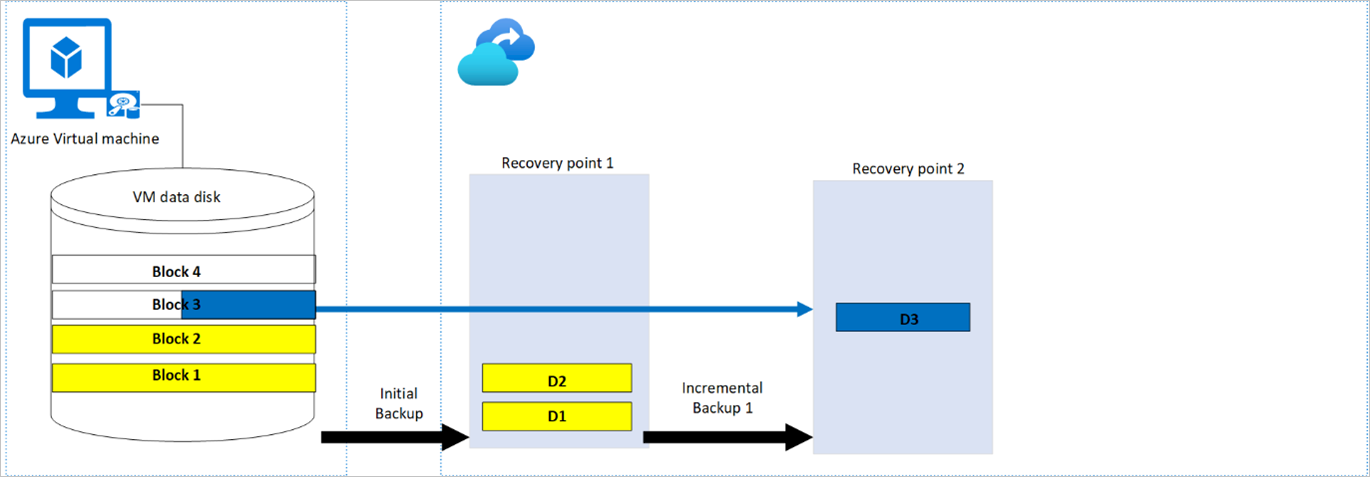 Azure Virtual machine
VM data disk
Block 4
Block 3
Block 2
Block 1
Initial
Backup
Recovery point 1
D2
D1
Incremental
Backup 1
Recovery point 2
D3